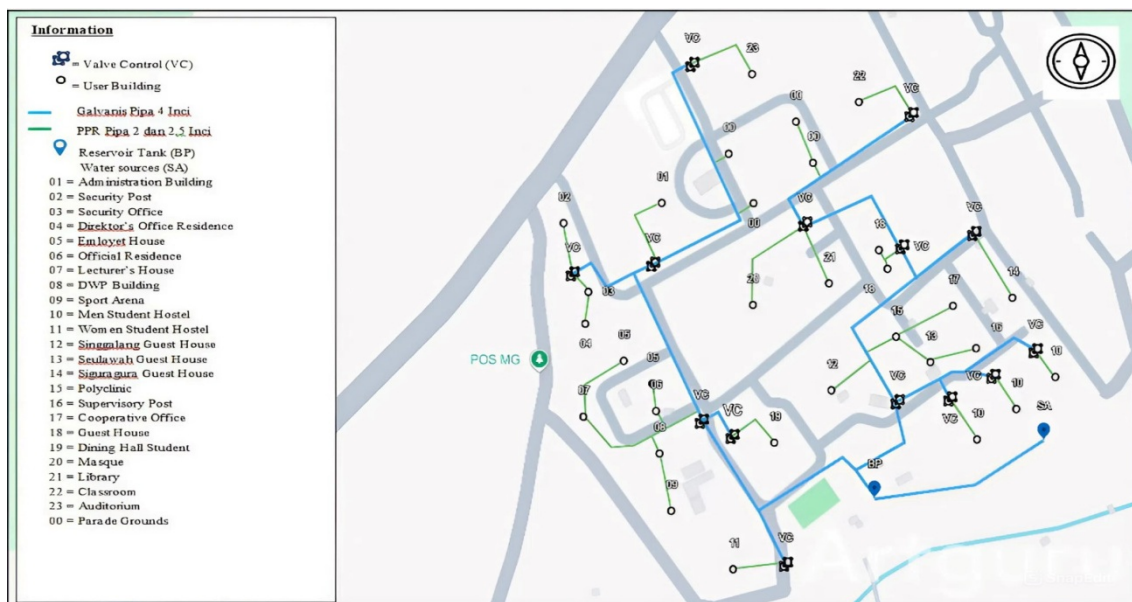 Information
= Valve Control (VC)
= User Building
Galvanis Pipa 4 Inci
PPR Pipa 2 dan 2,5 Inci
Reservoir Tank (BP)
Water sources (SA)
01 = Administration Building
02 = Security Post
03 = Security Office
04 = Direktor's Office Residence
05 = Emloyet House
06 = Official Residence
07 = Lecturer's House
08 = DWP Building
09 = Sport Arena
10 = Men Student Hostel
11 = Women Student Hostel
12 = Singgalang Guest House
13 = Seulawah Guest House
14 = Siguragura Guest House
15 = Polyclinic
16 = Supervisory Post
17 = Cooperative Office
18 = Guest House
19 = Dining Hall Student
20 = Masque
21 = Library
22 = Classroom
23 = Auditorium
00 = Parade Grounds
VC
23
22
VC
00
00
00
01
02
00
VC
VC
VC
VC
18
VC
20
21
18
14
03
17
15
13
16
VC
04
05
05
12
10
07
06
VC
VC
19
VC
VC
10
VC
10
SA
08
BP
09
11
VC
POS MG
Artguru